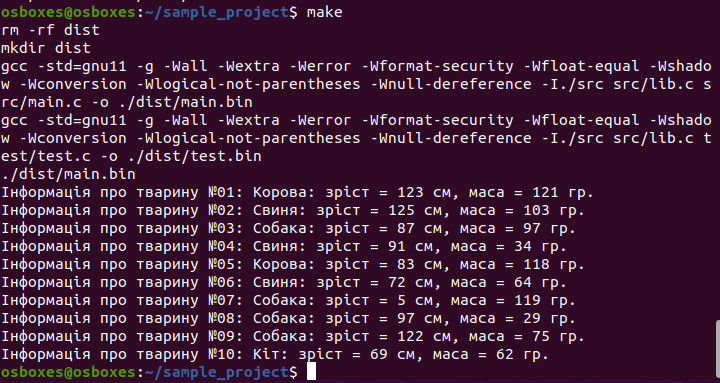 osboxes@osboxes:~/sample_project$ make
rm -rf dist
mkdir dist
gcc -std=gnu11 -g -Wall -Wextra -Werror -Wformat-security -Wfloat-equal -Wshado
w -Wconversion -Wlogical-not-parentheses -Wnull-dereference -I./src src/lib.c s
rc/main.c -o ./dist/main.bin
gcc -std=gnu11 -g -Wall -Wextra -Werror -Wformat-security -Wfloat-equal -Wshado
w -Wconversion -Wlogical-not-parentheses -Wnull-dereference -I./src src/lib.c t
est/test.c -o ./dist/test.bin
./dist/main.bin
Інформація про тварину №01: Корова: зріст = 123 см, маса = 121 гр.
Інформація про тварину №02: Свиня: зріст = 125 см, маса = 103 гр.
Інформація про тварину №03: Собака: зріст = 87 см, маса = 97 гр.
Інформація про тварину №04: Свиня: зріст = 91 см, маса = 34 гр.
Інформація про тварину №05: Корова: зріст = 83 см, маса = 118 гр.
Інформація про тварину №06: Свиня: зріст = 72 см, маса = 64 гр.
Інформація про тварину №07: Собака: зріст = 5 см, маса = 119 гр.
Інформація про тварину №08: Собака: зріст = 97 см, маса = 29 гр.
Інформація про тварину №09: Собака: зріст = 122 см, маса = 75 гр.
Інформація про тварину №10: Кіт: зріст = 69 см, маса = 62 гр.
osboxes@osboxes:~/sample_project$